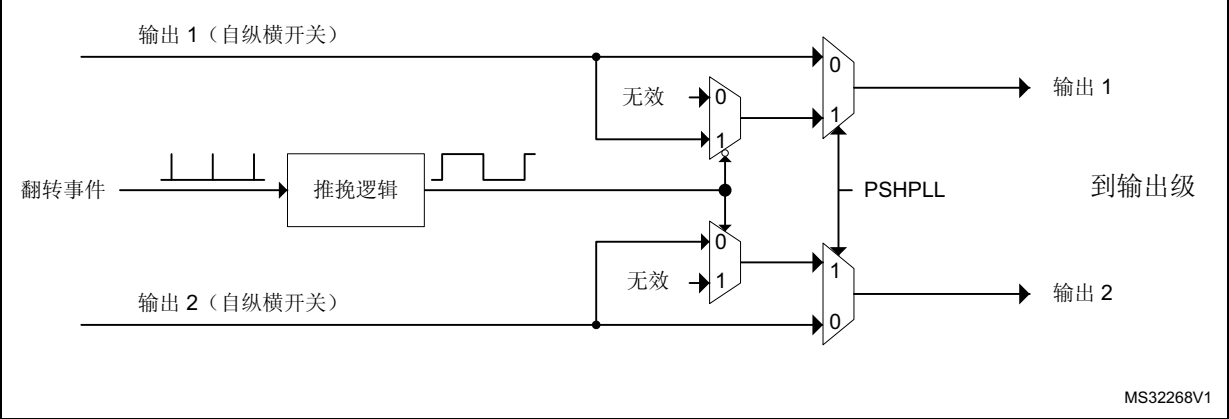 输出 1（自纵横开关）
0
无效
0
输出 1
1
1
翻转事件
推挽逻辑
PSHPLL
到输出级
0
1
无效
1
输出 2（自纵横开关）
输出 2
0
MS32268V1